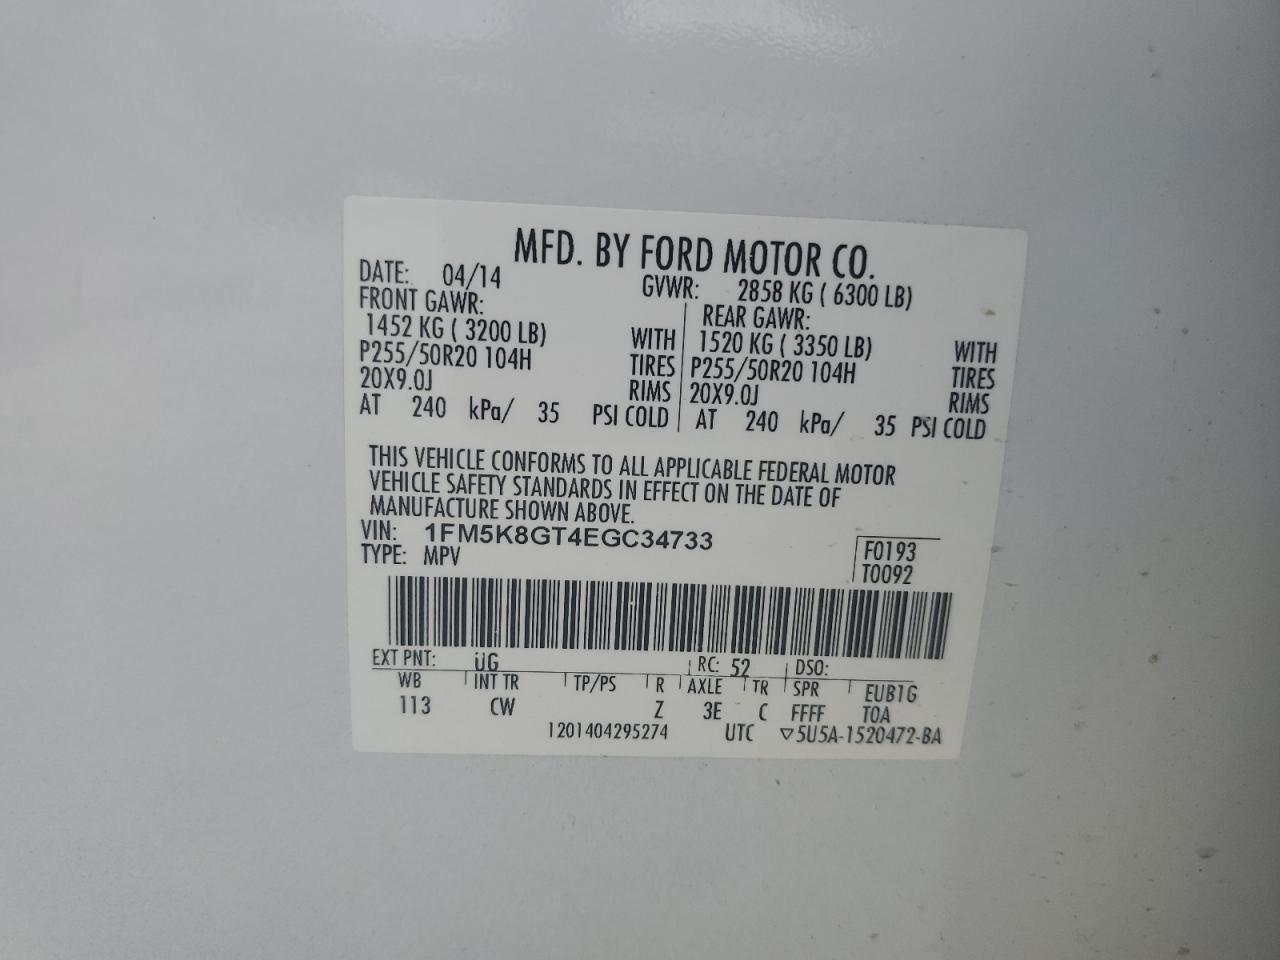 MFD. BY FORD MOTOR CO.
DATE: 04/14 GVWR: 2858 KG ( 6300 LB)
FRONT GAWR: REAR GAWR:
1452 KG ( 3200 LB) WITH 1520 KG ( 3350 LB) WITH
P255/50R20 104H TIRES P255/50R20 104H TIRES
20X9.0J RIMS 20X9.0J RIMS
AT 240 kPa/ 35 PSI COLD AT 240 kPa/ 35 PSI COLD
THIS VEHICLE CONFORMS TO ALL APPLICABLE FEDERAL MOTOR
VEHICLE SAFETY STANDARDS IN EFFECT ON THE DATE OF
MANUFACTURE SHOWN ABOVE.
VIN: 1FM5K8GT4EGC34733 F0193
TYPE: MPV T0092
EXT PNT: UG RC: 52 DSO:
WB INT TR TP/PS R AXLE TR SPR EUB1G
113 CW Z 3E C FFFF T0A
1201404295274 UTC ▽5U5A-1520472-BA